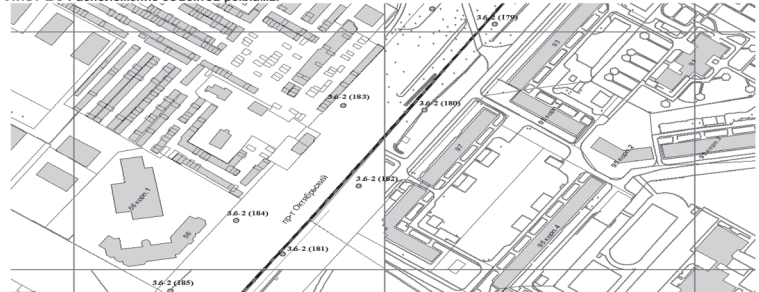 3.6-2 (179)
93
3.6-2 (183)
3.6-2 (180)
97
95 корп.2
3.6-2 (182)
пр-т Октябрьский
56 корп.1
3.6-2 (184)
56
95 корп.4
3.6-2 (181)
3.6-2 (185)